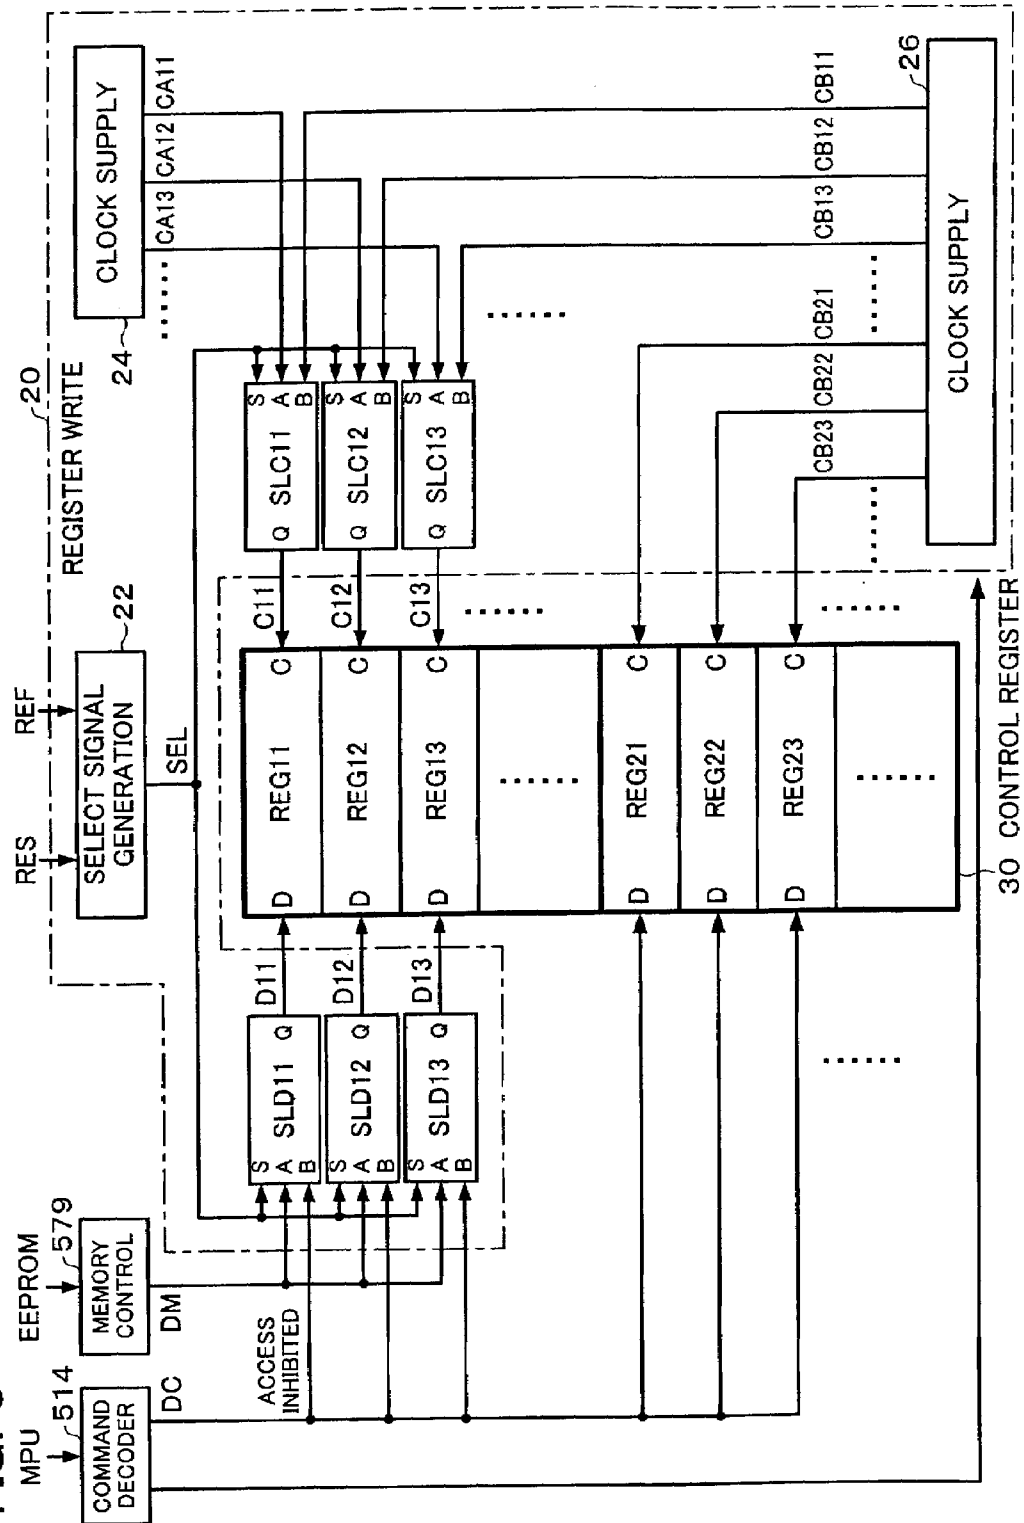 MPU
514
COMMAND
DECODER
DC
EEPROM
579
MEMORY
CONTROL
DM
ACCESS
INHIBITED
RES
REF
22
SELECT SIGNAL
GENERATION
SEL
20
REGISTER WRITE
24
CLOCK SUPPLY
CA13
CA12
CA11
S
A
B
SLD11
Q
D11
S
A
B
SLD12
Q
D12
S
A
B
SLD13
Q
D13
D
REG11
C
D
REG12
C
D
REG13
C
D
REG21
C
D
REG22
C
D
REG23
C
C11
Q
SLC11
S
A
B
C12
Q
SLC12
S
A
B
C13
Q
SLC13
S
A
B
CB23
CB22
CB21
CB13
CB12
CB11
26
CLOCK SUPPLY
30 CONTROL REGISTER